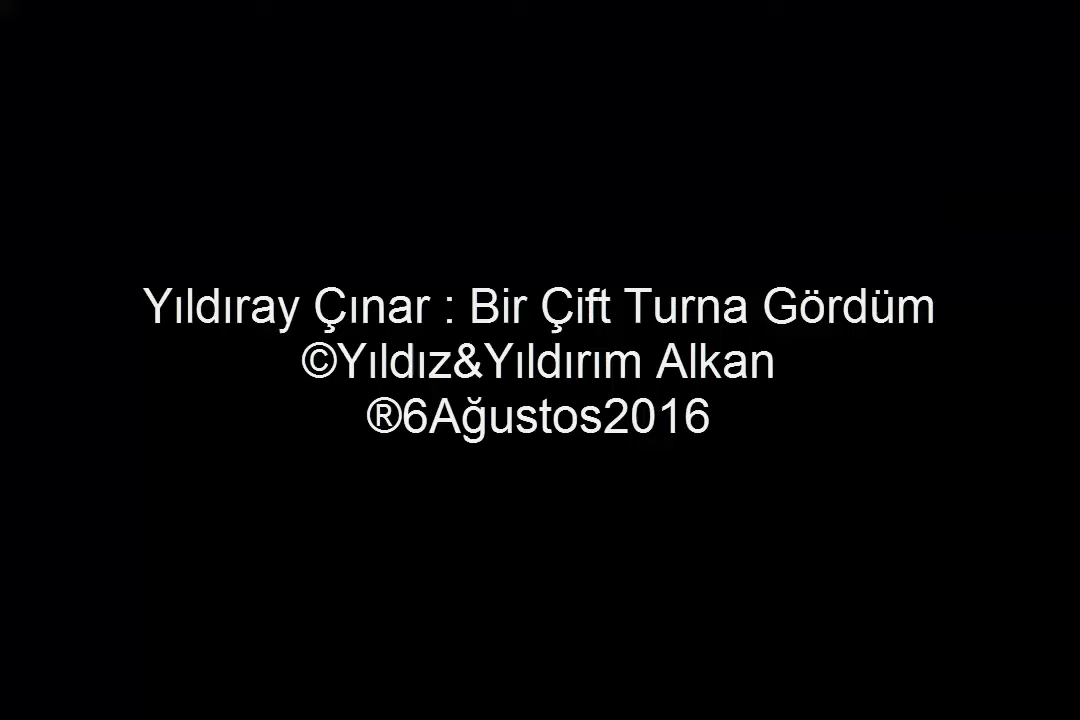 Yıldıray Çınar : Bir Çift Turna Gördüm
©Yıldız&Yıldırım Alkan
®6Ağustos2016